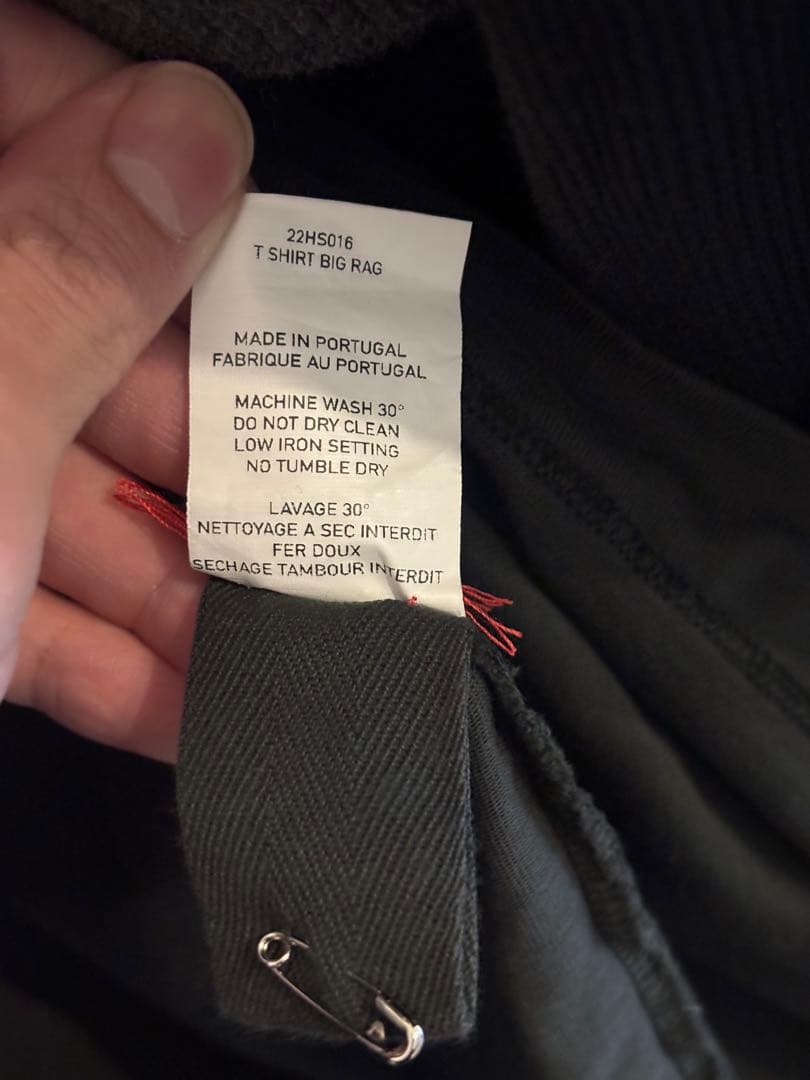 22HS016
T SHIRT BIG RAG
MADE IN PORTUGAL
FABRIQUE AU PORTUGAL
MACHINE WASH 30°
DO NOT DRY CLEAN
LOW IRON SETTING
NO TUMBLE DRY
LAVAGE 30°
NETTOYAGE A SEC INTERDIT
FER DOUX
SECHAGE TAMBOUR INTERDIT